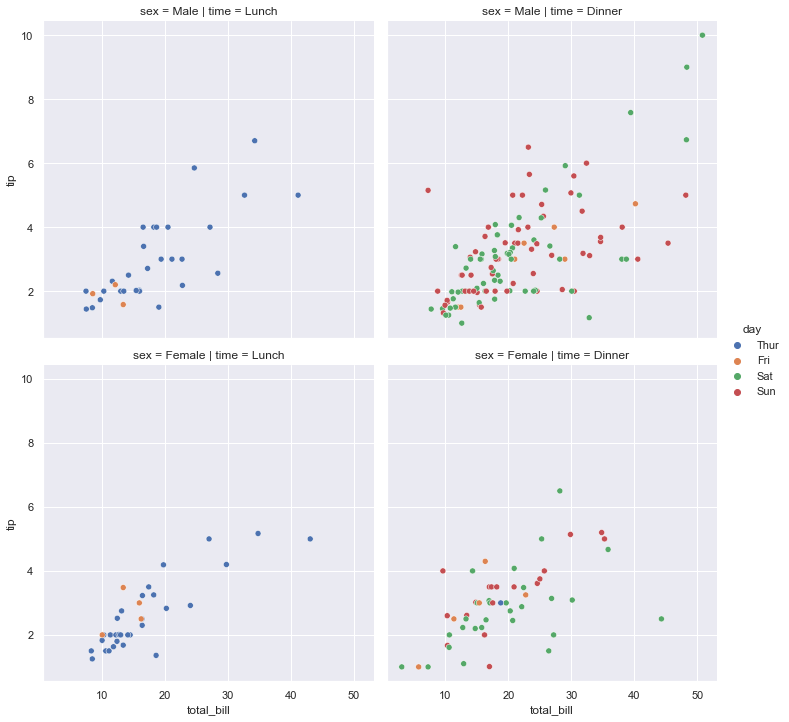 sex = Male | time = Lunch
sex = Male | time = Dinner
10
8
6
4
2
tip
sex = Female | time = Lunch
sex = Female | time = Dinner
10
8
6
4
2
tip
10
20
30
40
50
total_bill
10
20
30
40
50
total_bill
day
Thur
Fri
Sat
Sun